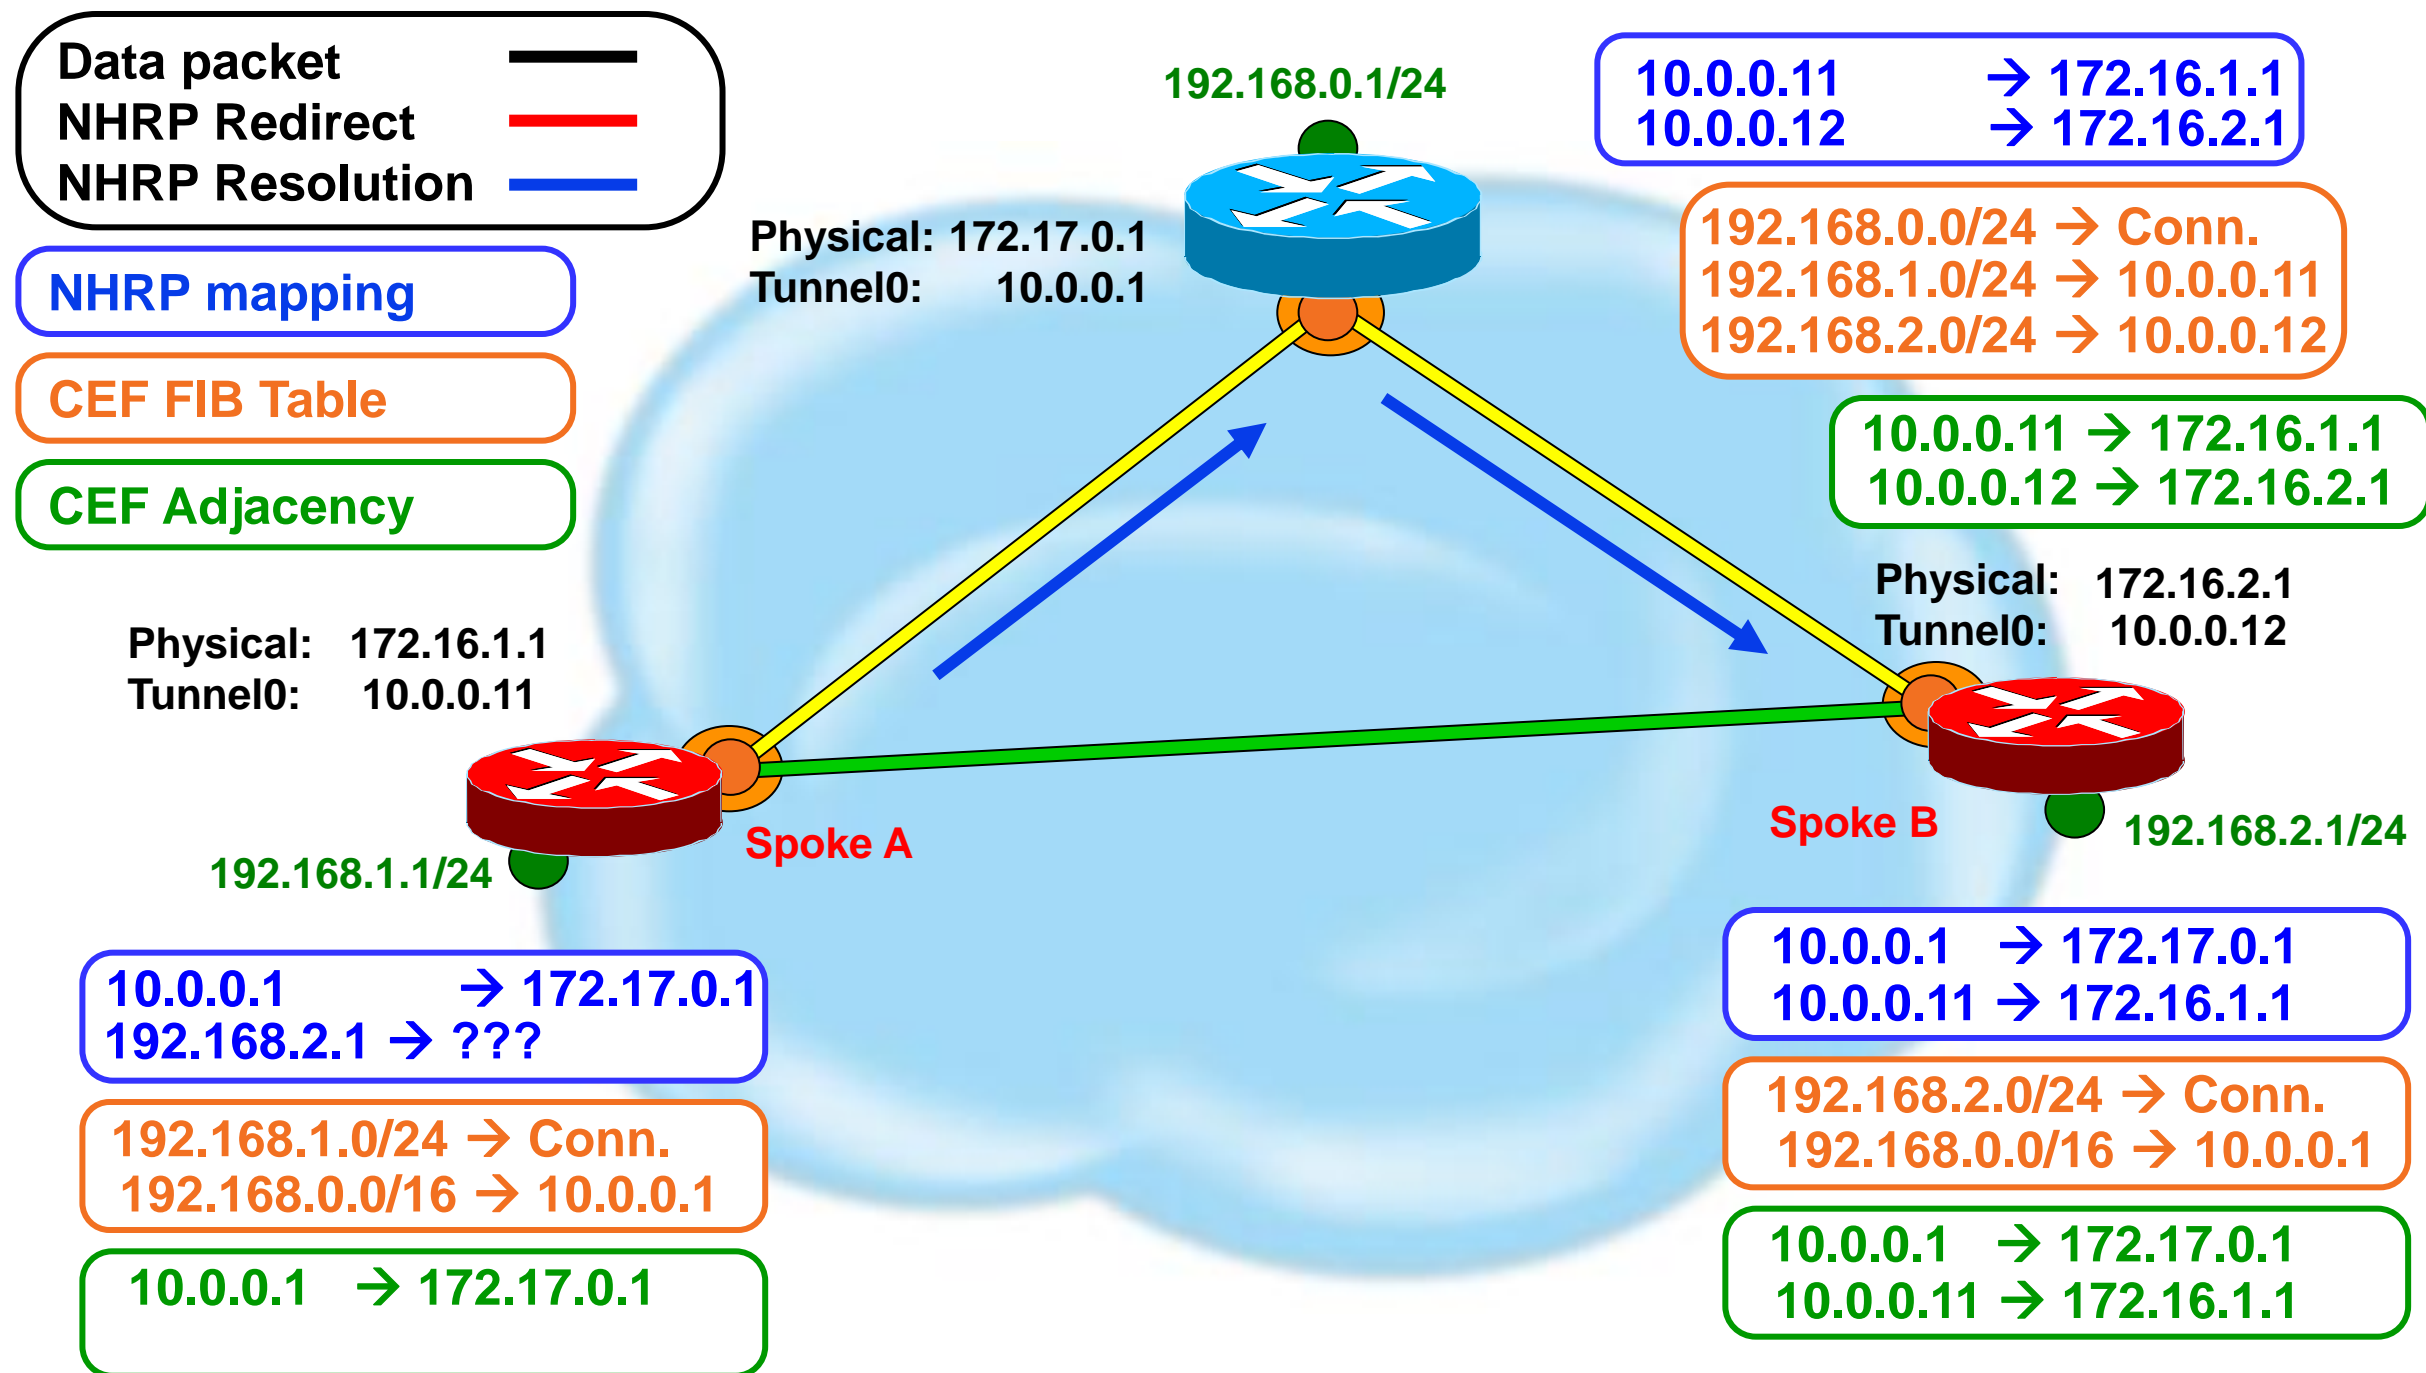 Data packet
NHRP Redirect
NHRP Resolution
NHRP mapping
CEF FIB Table
CEF Adjacency
192.168.0.1/24
Physical: 172.17.0.1
Tunnel0: 10.0.0.1
10.0.0.11 → 172.16.1.1
10.0.0.12 → 172.16.2.1
192.168.0.0/24 → Conn.
192.168.1.0/24 → 10.0.0.11
192.168.2.0/24 → 10.0.0.12
10.0.0.11 → 172.16.1.1
10.0.0.12 → 172.16.2.1
Physical: 172.16.1.1
Tunnel0: 10.0.0.11
Spoke A
192.168.1.1/24
10.0.0.1 → 172.17.0.1
192.168.2.1 → ???
192.168.1.0/24 → Conn.
192.168.0.0/16 → 10.0.0.1
10.0.0.1 → 172.17.0.1
Physical: 172.16.2.1
Tunnel0: 10.0.0.12
Spoke B
192.168.2.1/24
10.0.0.1 → 172.17.0.1
10.0.0.11 → 172.16.1.1
192.168.2.0/24 → Conn.
192.168.0.0/16 → 10.0.0.1
10.0.0.1 → 172.17.0.1
10.0.0.11 → 172.16.1.1